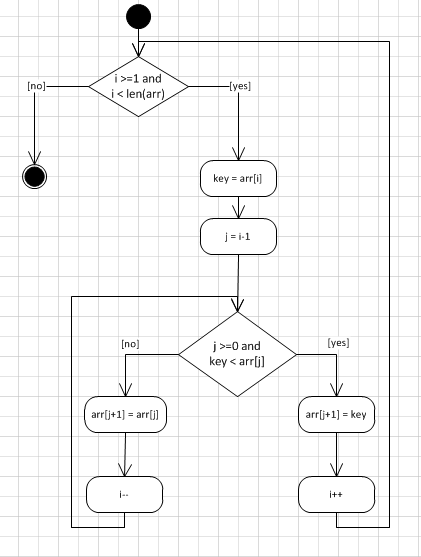 i >=1 and
i < len(arr)
[no]
[yes]
key = arr[i]
j = i-1
j >=0 and
key < arr[j]
[no]
[yes]
arr[j+1] = arr[j]
arr[j+1] = key
i--
i++